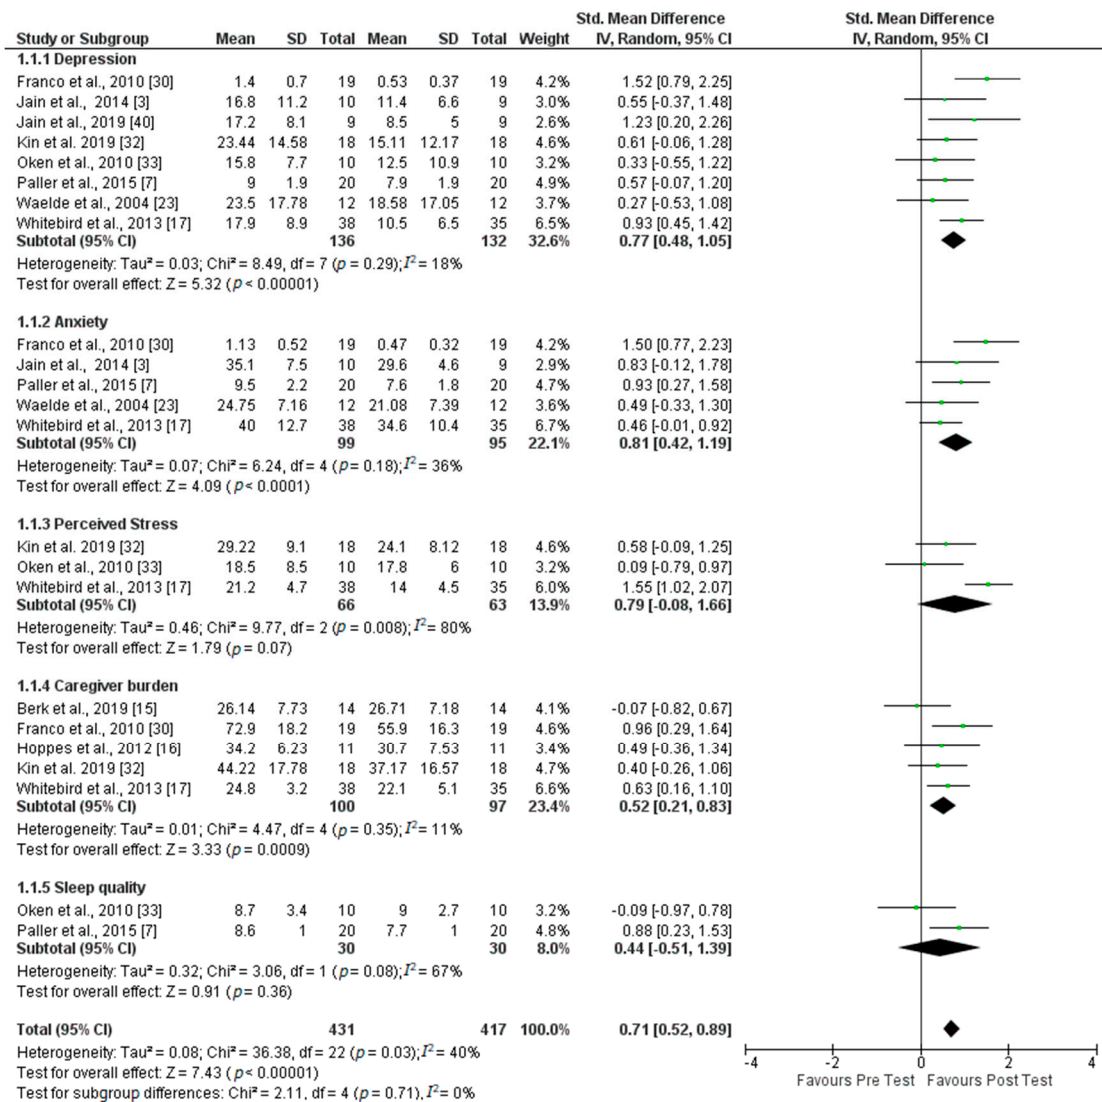 Std. Mean Difference Std. Mean Difference
Study or Subgroup Mean SD Total Mean SD Total Weight IV, Random, 95% CI IV, Random, 95% CI
1.1.1 Depression
Franco et al., 2010 [30] 1.4 0.7 19 0.53 0.37 19 4.2% 1.52 [0.79, 2.25]
Jain et al., 2014 [3] 16.8 11.2 10 11.4 6.6 9 3.0% 0.55 [-0.37, 1.48]
Jain et al., 2019 [40] 17.2 8.1 9 8.5 5 9 2.6% 1.23 [0.20, 2.26]
Kin et al. 2019 [32] 23.44 14.58 18 15.11 12.17 18 4.6% 0.61 [-0.06, 1.28]
Oken et al., 2010 [33] 15.8 7.7 10 12.5 10.9 10 3.2% 0.33 [-0.55, 1.22]
Paller et al., 2015 [7] 9 1.9 20 7.9 1.9 20 4.9% 0.57 [-0.07, 1.20]
Waelde et al., 2004 [23] 23.5 17.78 12 18.58 17.05 12 3.7% 0.27 [-0.53, 1.08]
Whitebird et al., 2013 [17] 17.9 8.9 38 10.5 6.5 35 6.5% 0.93 [0.45, 1.42]
Subtotal (95% CI) 136 132 32.6% 0.77 [0.48, 1.05]
Heterogeneity: Tau² = 0.03; Chi² = 8.49, df = 7 (p = 0.29); I² = 18%
Test for overall effect: Z = 5.32 (p < 0.00001)
1.1.2 Anxiety
Franco et al., 2010 [30] 1.13 0.52 19 0.47 0.32 19 4.2% 1.50 [0.77, 2.23]
Jain et al., 2014 [3] 35.1 7.5 10 29.6 4.6 9 2.9% 0.83 [-0.12, 1.78]
Paller et al., 2015 [7] 9.5 2.2 20 7.6 1.8 20 4.7% 0.93 [0.27, 1.58]
Waelde et al., 2004 [23] 24.75 7.16 12 21.08 7.39 12 3.6% 0.49 [-0.33, 1.30]
Whitebird et al., 2013 [17] 40 12.7 38 34.6 10.4 35 6.7% 0.46 [-0.01, 0.92]
Subtotal (95% CI) 99 95 22.1% 0.81 [0.42, 1.19]
Heterogeneity: Tau² = 0.07; Chi² = 6.24, df = 4 (p = 0.18); I² = 36%
Test for overall effect: Z = 4.09 (p < 0.0001)
1.1.3 Perceived Stress
Kin et al. 2019 [32] 29.22 9.1 18 24.1 8.12 18 4.6% 0.58 [-0.09, 1.25]
Oken et al., 2010 [33] 18.5 8.5 10 17.8 6 10 3.2% 0.09 [-0.79, 0.97]
Whitebird et al., 2013 [17] 21.2 4.7 38 14 4.5 35 6.0% 1.55 [1.02, 2.07]
Subtotal (95% CI) 66 63 13.9% 0.79 [-0.08, 1.66]
Heterogeneity: Tau² = 0.46; Chi² = 9.77, df = 2 (p = 0.008); I² = 80%
Test for overall effect: Z = 1.79 (p = 0.07)
1.1.4 Caregiver burden
Berk et al., 2019 [15] 26.14 7.73 14 26.71 7.18 14 4.1% -0.07 [-0.82, 0.67]
Franco et al., 2010 [30] 72.9 18.2 19 55.9 16.3 19 4.6% 0.96 [0.29, 1.64]
Hoppes et al., 2012 [16] 34.2 6.23 11 30.7 7.53 11 3.4% 0.49 [-0.36, 1.34]
Kin et al. 2019 [32] 44.22 17.78 18 37.17 16.57 18 4.7% 0.40 [-0.26, 1.06]
Whitebird et al., 2013 [17] 24.8 3.2 38 22.1 5.1 35 6.6% 0.63 [0.16, 1.10]
Subtotal (95% CI) 100 97 23.4% 0.52 [0.21, 0.83]
Heterogeneity: Tau² = 0.01; Chi² = 4.47, df = 4 (p = 0.35); I² = 11%
Test for overall effect: Z = 3.33 (p = 0.0009)
1.1.5 Sleep quality
Oken et al., 2010 [33] 8.7 3.4 10 9 2.7 10 3.2% -0.09 [-0.97, 0.78]
Paller et al., 2015 [7] 8.6 1 20 7.7 1 20 4.8% 0.88 [0.23, 1.53]
Subtotal (95% CI) 30 30 8.0% 0.44 [-0.51, 1.39]
Heterogeneity: Tau² = 0.32; Chi² = 3.06, df = 1 (p = 0.08); I² = 67%
Test for overall effect: Z = 0.91 (p = 0.36)
Total (95% CI) 431 417 100.0% 0.71 [0.52, 0.89]
Heterogeneity: Tau² = 0.08; Chi² = 36.38, df = 22 (p = 0.03); I² = 40%
Test for overall effect: Z = 7.43 (p < 0.00001)
Test for subgroup differences: Chi² = 2.11, df = 4 (p = 0.71), I² = 0%
-4 -2 0 2 4
Favours Pre Test Favours Post Test